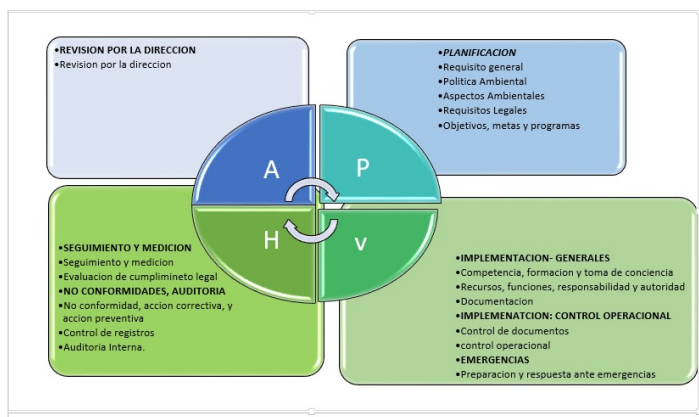 •REVISION POR LA DIRECCION
•Revision por la direccion
•PLANIFICACION
•Requisito general
•Politica Ambiental
•Aspectos Ambientales
•Requisitos Legales
•Objetivos, metas y programas
A
P
H
v
•SEGUIMIENTO Y MEDICION
•Seguimiento y medicion
•Evaluacion de cumplimineto legal
•NO CONFORMIDADES, AUDITORIA
•No conformidad, accion correctiva, y
accion preventiva
•Control de registros
•Auditoria Interna.
•IMPLEMENTACION- GENERALES
•Competencia, formacion y toma de conciencia
•Recursos, funciones, responsabilidad y autoridad
•Documentacion
•IMPLEMENATCION: CONTROL OPERACIONAL
•Control de documentos
•control operacional
•EMERGENCIAS
•Preparacion y respuesta ante emergencias